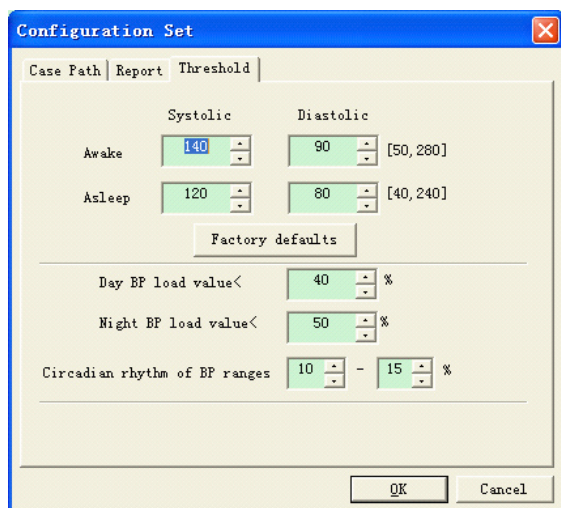 Configuration Set
Case Path Report Threshold
Systolic Diastolic
Awake 140 90 [50,280]
Asleep 120 80 [40,240]
Factory defaults
Day BP load value< 40 %
Night BP load value< 50 %
Circadian rhythm of BP ranges 10 - 15 %
OK Cancel